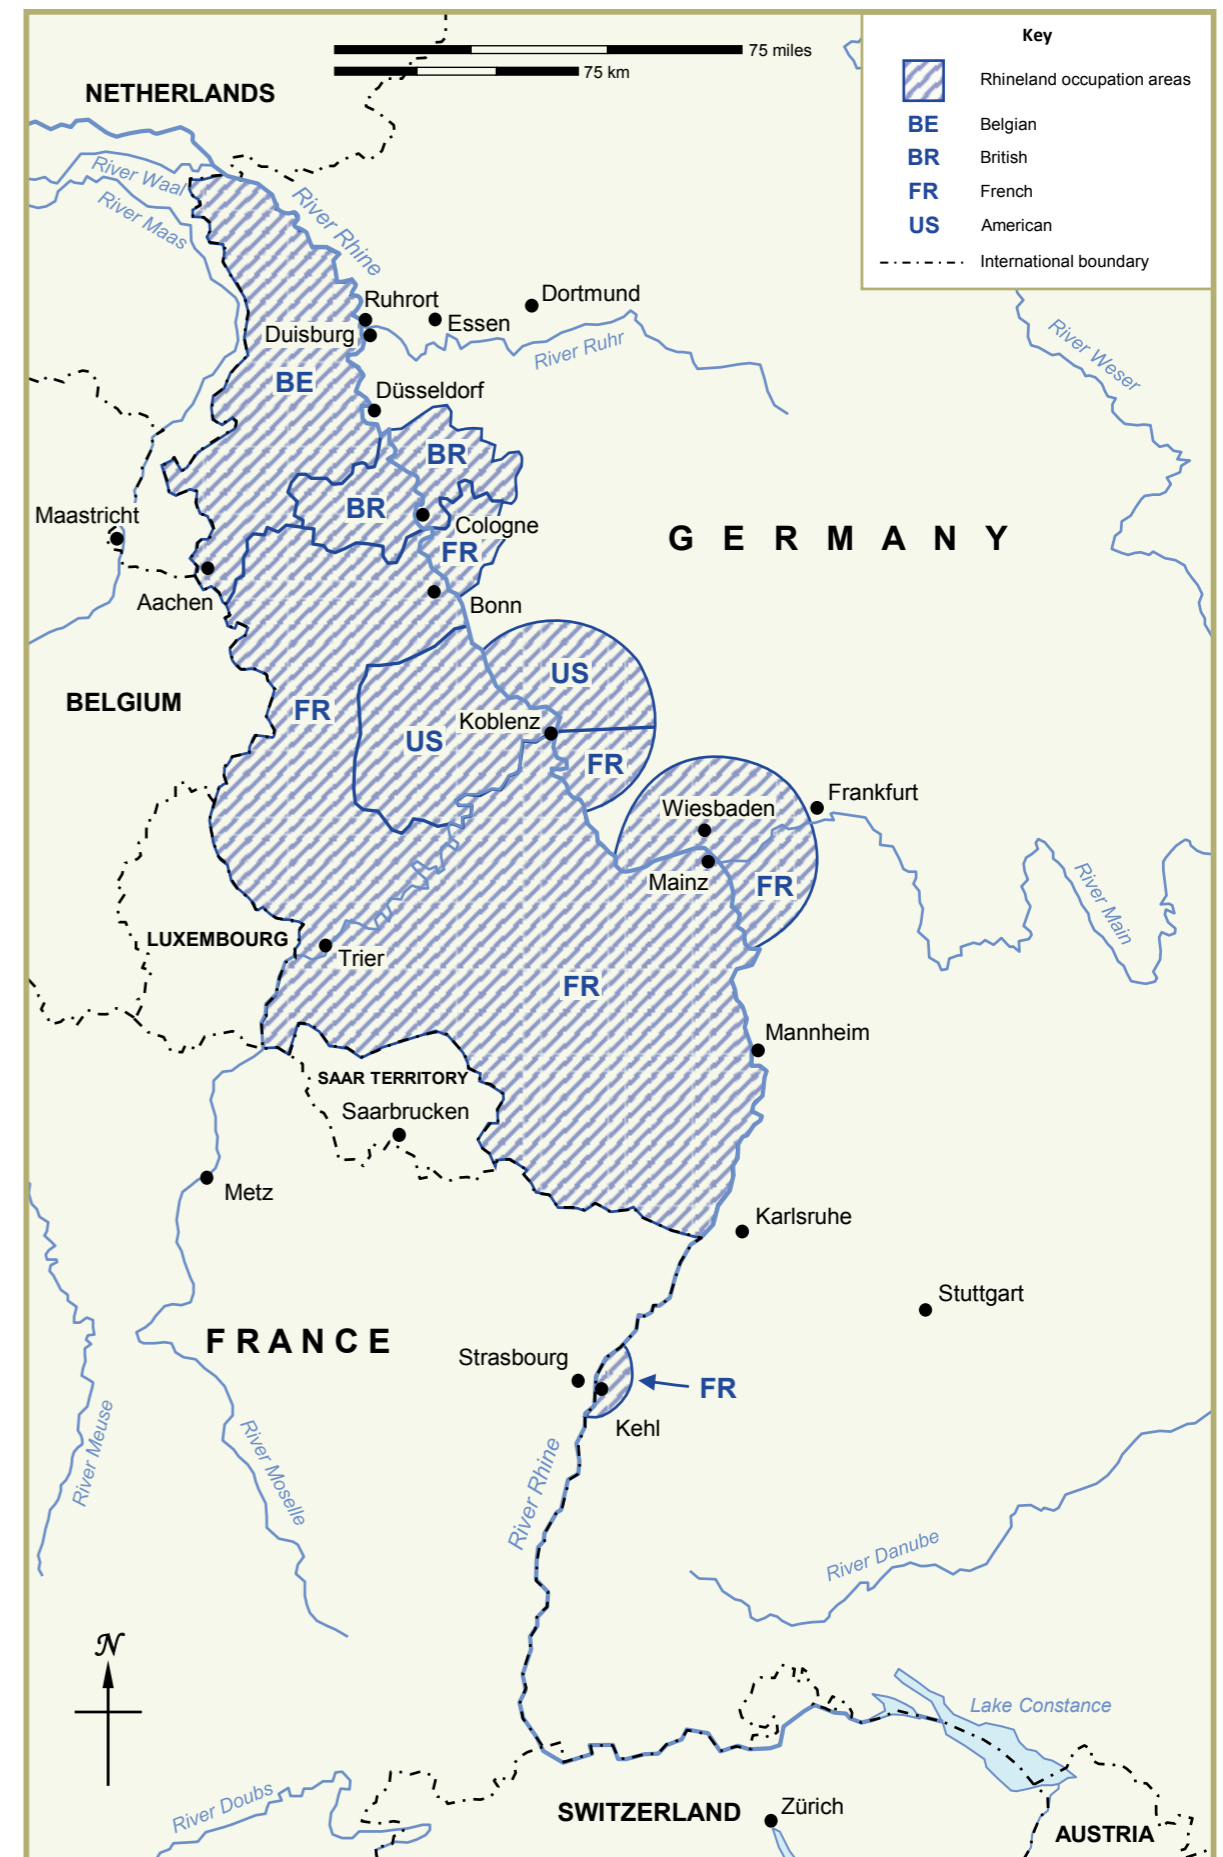 75 miles
75 km
Key
Rhineland occupation areas
BE Belgian
BR British
FR French
US American
International boundary
NETHERLANDS
River Waal
River Maas
River Rhine
Ruhrort
Dortmund
Essen
Duisburg
River Ruhr
River Weser
BE
Düsseldorf
BR
BR
Maastricht
Cologne
GERMANY
FR
Aachen
Bonn
US
BELGIUM
FR
Koblenz
US
FR
Frankfurt
Wiesbaden
Mainz
FR
River Main
LUXEMBOURG
Trier
FR
Mannheim
SAAR TERRITORY
Saarbrucken
Metz
Karlsruhe
Stuttgart
FRANCE
Strasbourg
FR
Kehl
River Meuse
River Moselle
River Rhine
River Danube
N
Lake Constance
River Doubs
SWITZERLAND
Zürich
AUSTRIA